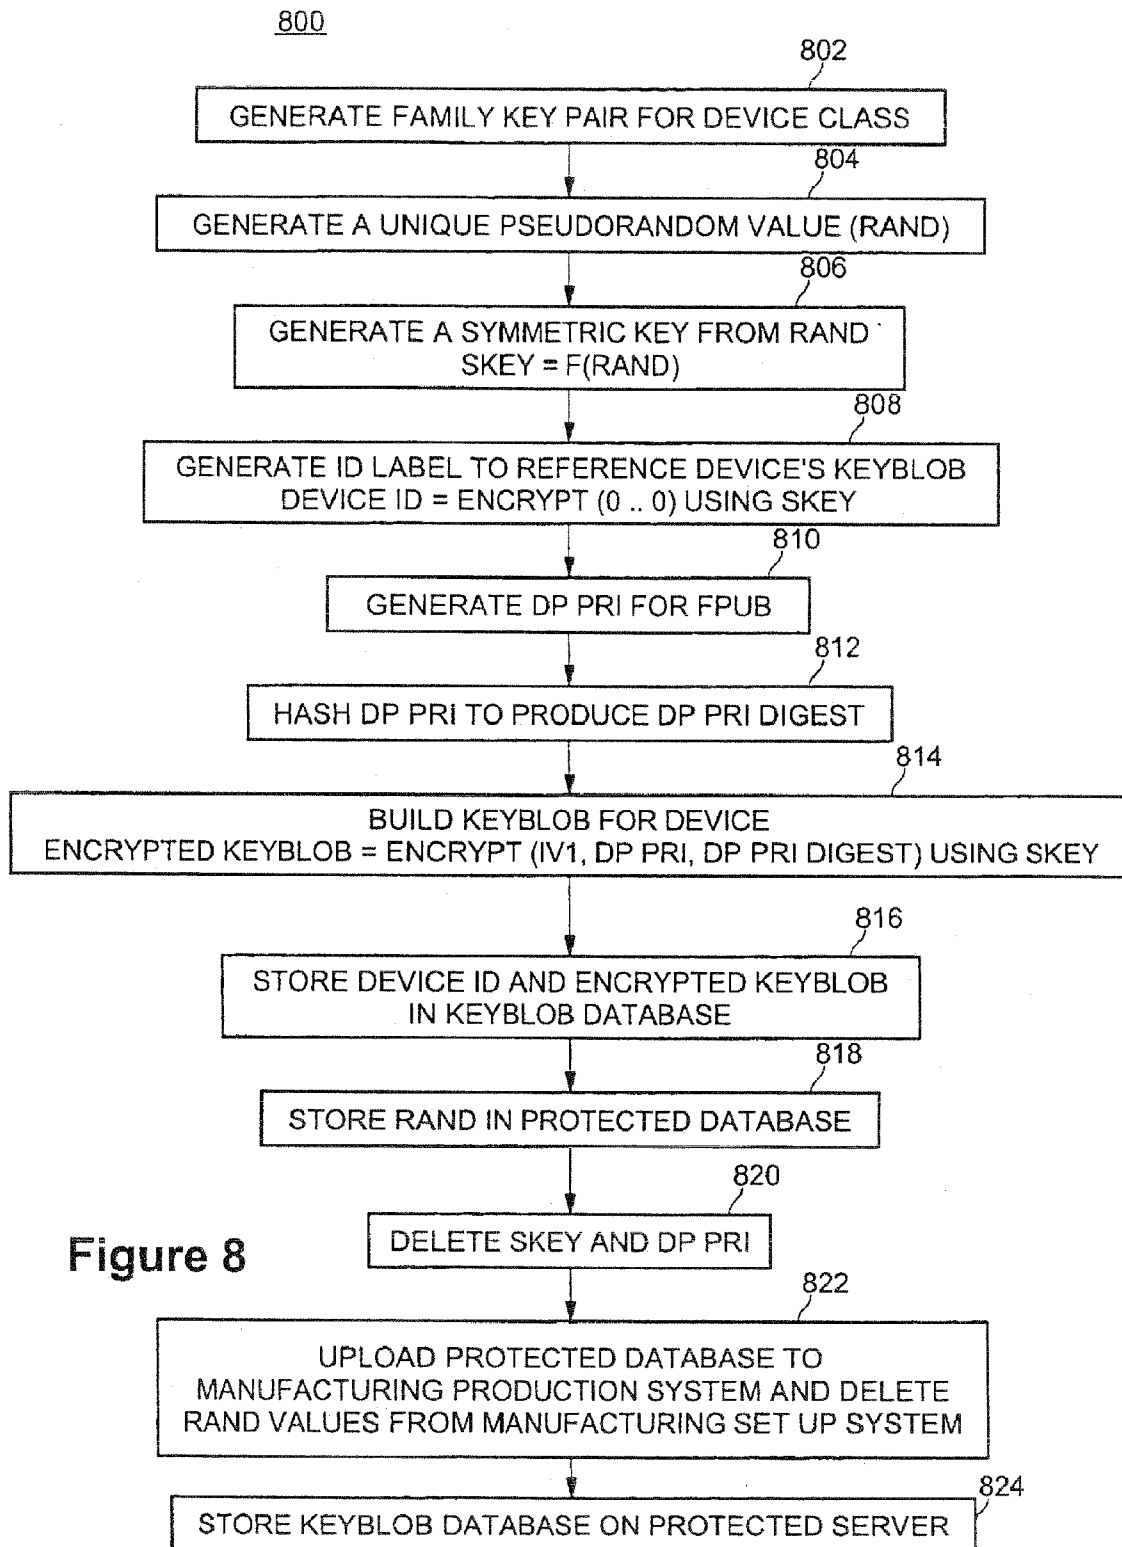 800
802
GENERATE FAMILY KEY PAIR FOR DEVICE CLASS
804
GENERATE A UNIQUE PSEUDORANDOM VALUE (RAND)
806
GENERATE A SYMMETRIC KEY FROM RAND
SKEY = F(RAND)
808
GENERATE ID LABEL TO REFERENCE DEVICE'S KEYBLOB
DEVICE ID = ENCRYPT (0 .. 0) USING SKEY
810
GENERATE DP PRI FOR FPUB
812
HASH DP PRI TO PRODUCE DP PRI DIGEST
814
BUILD KEYBLOB FOR DEVICE
ENCRYPTED KEYBLOB = ENCRYPT (IV1, DP PRI, DP PRI DIGEST) USING SKEY
816
STORE DEVICE ID AND ENCRYPTED KEYBLOB
IN KEYBLOB DATABASE
818
STORE RAND IN PROTECTED DATABASE
820
DELETE SKEY AND DP PRI
Figure 8
822
UPLOAD PROTECTED DATABASE TO
MANUFACTURING PRODUCTION SYSTEM AND DELETE
RAND VALUES FROM MANUFACTURING SET UP SYSTEM
824
STORE KEYBLOB DATABASE ON PROTECTED SERVER